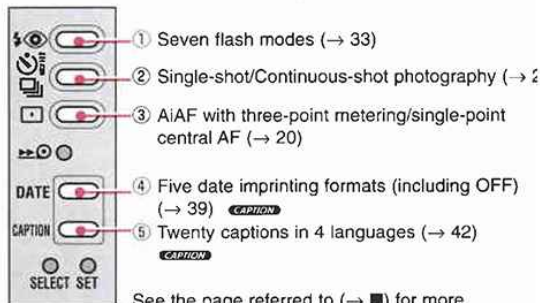 ① Seven flash modes (→ 33)
② Single-shot/Continuous-shot photography (→
③ AiAF with three-point metering/single-point
central AF (→ 20)
DATE
④ Five date imprinting formats (including OFF)
(→ 39) CAPTION
CAPTION
⑤ Twenty captions in 4 languages (→ 42)
CAPTION
SELECT SET
See the page referred to (→ ■) for more